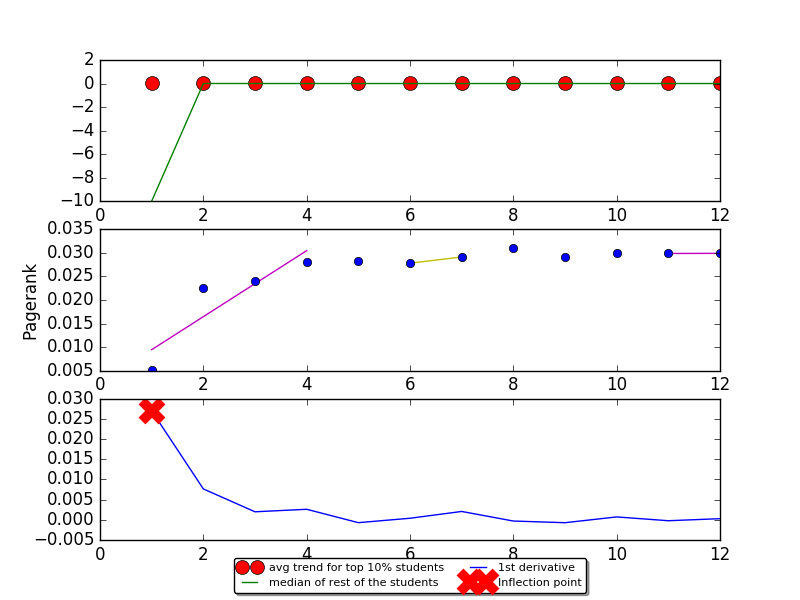 2
0
−2
−4
−6
−8
−10
0 2 4 6 8 10 12
0.035
0.030
0.025
0.020
0.015
0.010
0.005
Pagerank
0 2 4 6 8 10 12
0.030
0.025
0.020
0.015
0.010
0.005
0.000
−0.005
0 2 4 6 8 10 12
avg trend for top 10% students
median of rest of the students
1st derivative
Inflection point